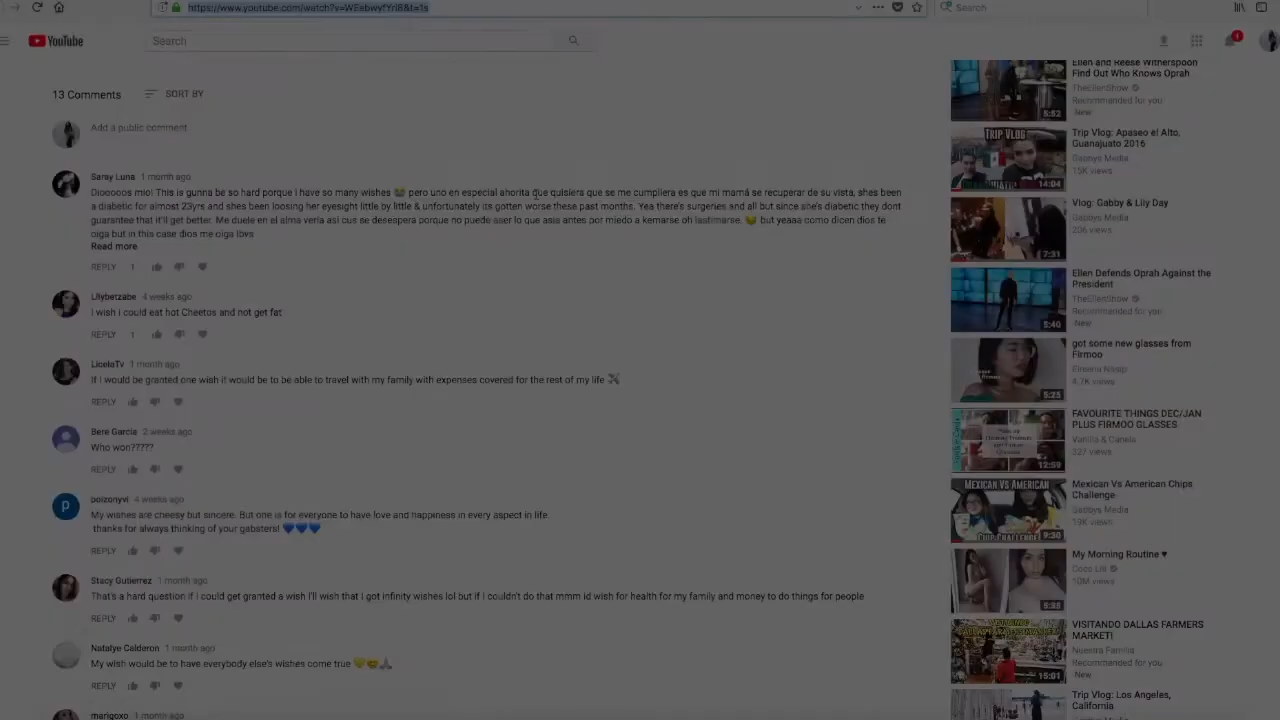 YouTube
Search
Search
1
13 Comments
SORT BY
Add a public comment
Saray Luna 1 month ago
Diooooos mio! This is gunna be so hard porque i have so many wishes 😭 pero uno en especial ahorita que quisiera que se me cumpliera es que mi mamá se recuperar de su vista, shes been
a diabetic for almost 23yrs and shes been loosing her eyesight little by little & unfortunately its gotten worse these past months. Yea there's surgeries and all but since she's diabetic they dont
guarantee that it'll get better. Me duele en el alma verla asi cus se desespera porque no puede aser lo que asia antes por miedo a kemarse oh lastimarse. 😢 but yeaaa como dicen dios te
oiga but in this case dios me oiga lbvs
Read more
REPLY 1
Lilybetzabe 4 weeks ago
I wish i could eat hot Cheetos and not get fat
REPLY 1
LicelaTv 1 month ago
If I would be granted one wish it would be to be able to travel with my family with expenses covered for the rest of my life ✈️
REPLY
Bere Garcia 2 weeks ago
Who won?????
REPLY
P
poizonyvi 4 weeks ago
My wishes are cheesy but sincere. But one is for everyone to have love and happiness in every aspect in life.
thanks for always thinking of your gabsters! 💙💙💙
REPLY
Stacy Gutierrez 1 month ago
That's a hard question if I could get granted a wish I'll wish that I got infinity wishes lol but if I couldn't do that mmm id wish for health for my family and money to do things for people
REPLY
Natalye Calderon 1 month ago
My wish would be to have everybody else's wishes come true 💛🤝🙏
REPLY
marigoxo 1 month ago
Ellen and Reese Witherspoon
Find Out Who Knows Oprah
TheEllenShow
Recommended for you
New
5:52
Trip Vlog: Apaseo el Alto,
Guanajuato 2016
Gabbys Media
15K views
TRIP VLOG
14:04
Vlog: Gabby & Lily Day
Gabbys Media
206 views
7:31
Ellen Defends Oprah Against the
President
TheEllenShow
Recommended for you
New
5:40
got some new glasses from
Firmoo
4.7K views
5:25
FAVOURITE THINGS DEC/JAN
PLUS FIRMOO GLASSES
Vanilla & Canela
327 views
12:59
Mexican Vs American Chips
Challenge
Gabbys Media
19K views
MEXICAN VS AMERICAN
CHIP CHALLENGE
9:30
My Morning Routine ♥
10M views
5:35
VISITANDO DALLAS FARMERS
MARKET!
Nuestra Familia
Recommended for you
New
15:01
Trip Vlog: Los Angeles,
California